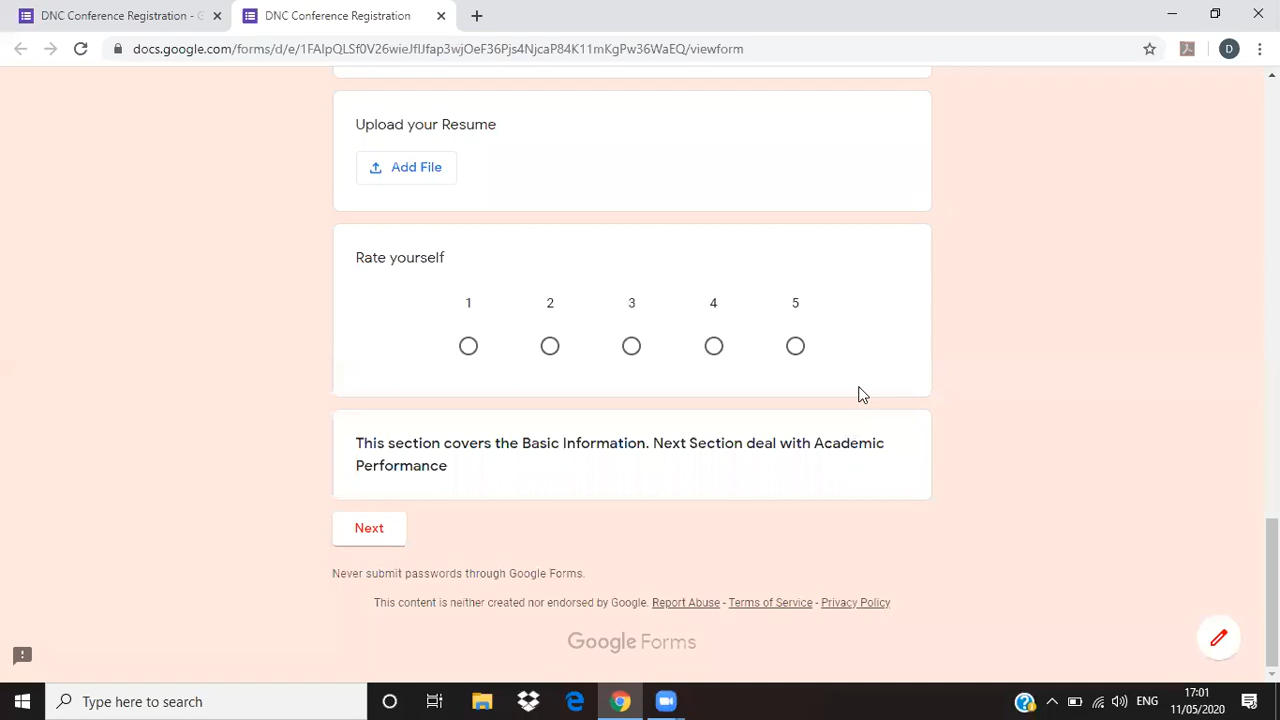 DNC Conference Registration - G
DNC Conference Registration
docs.google.com/forms/d/e/1FAIpQLSf0V26wieJflJfap3wjOeF36Pjs4NjcaP84K11mKgPw36WaEQ/viewform
D
Upload your Resume
Add File
Rate yourself
1 2 3 4 5
This section covers the Basic Information. Next Section deal with Academic
Performance
Next
Never submit passwords through Google Forms.
This content is neither created nor endorsed by Google. Report Abuse - Terms of Service - Privacy Policy
Google Forms
Type here to search
ENG
17:01
11/05/2020